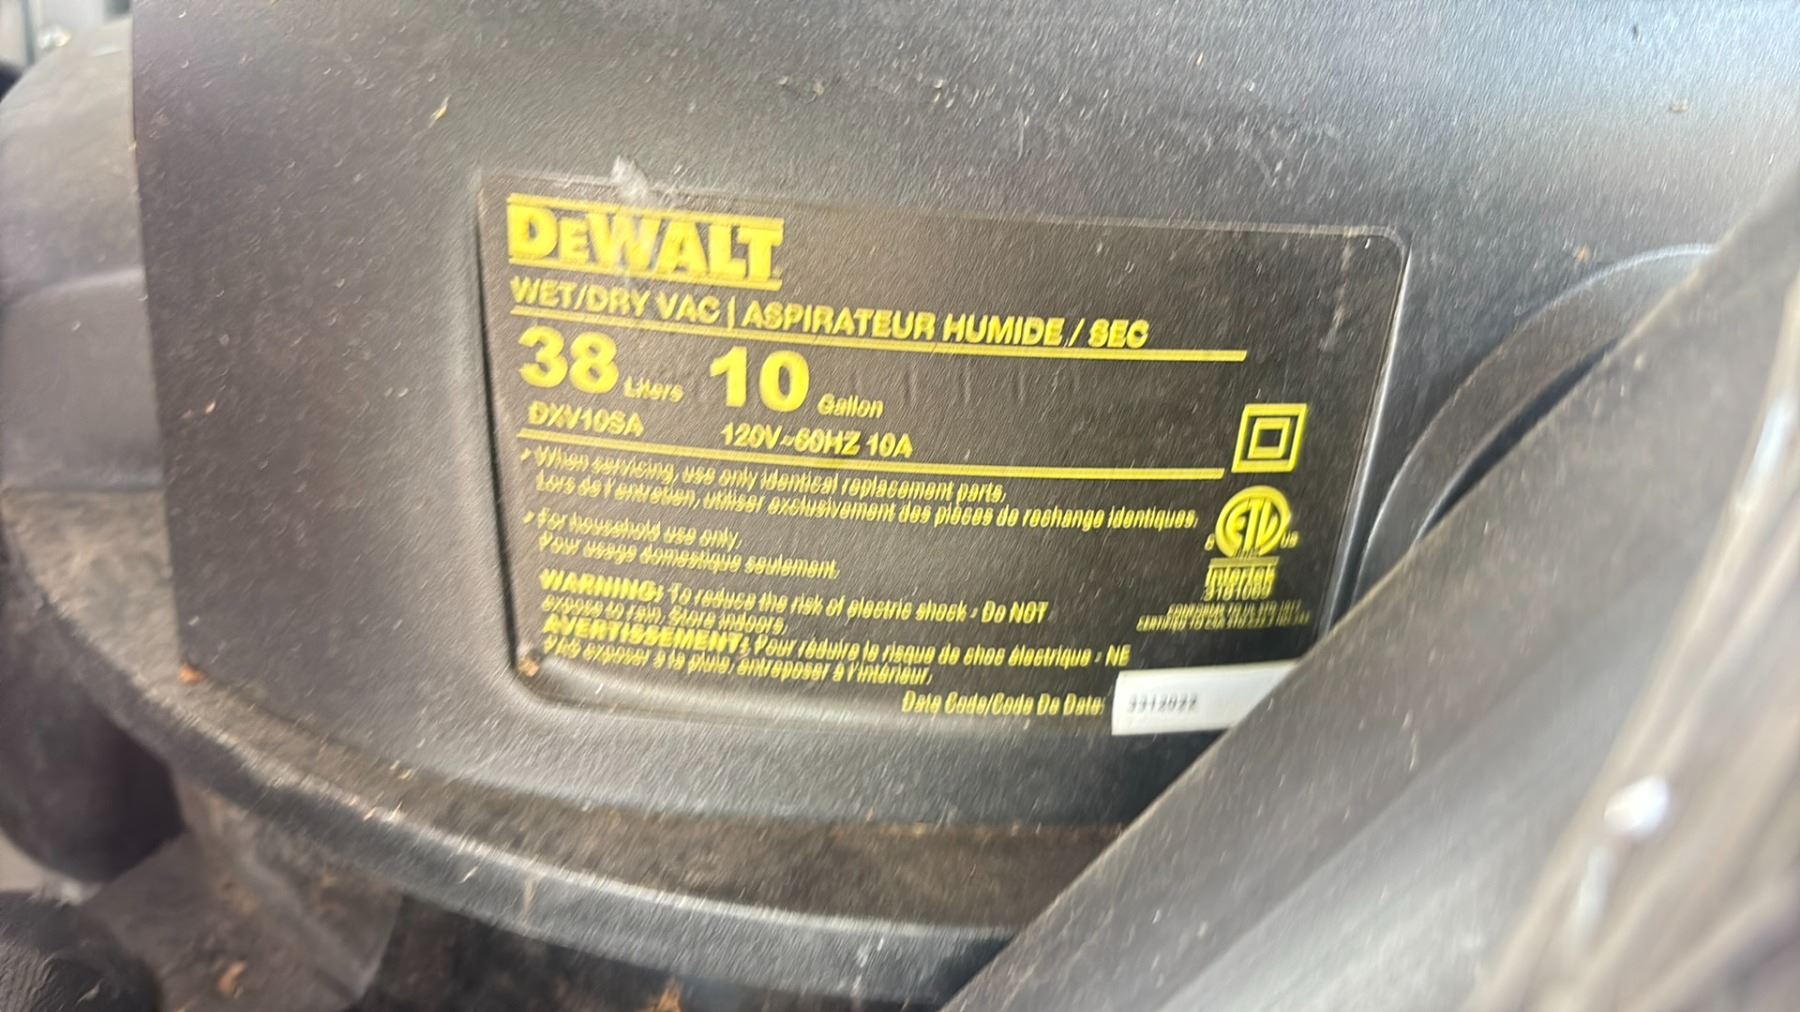 DEWALT
WET/DRY VAC | ASPIRATEUR HUMIDE / SEC
38 Liters 10 Gallon
DXV10SA 120V~60HZ 10A
When servicing, use only identical replacement parts.
Lors de l'entretien, utiliser exclusivement des pièces de rechange identiques.
For household use only.
Pour usage domestique seulement.
WARNING: To reduce the risk of electric shock - Do NOT
expose to rain. Store indoors.
AVERTISSEMENT: Pour réduire le risque de choc électrique - NE
PAS exposer à la pluie, entreposer à l'intérieur.
ETL
c us
Intertek
Date Code/Code De Date: